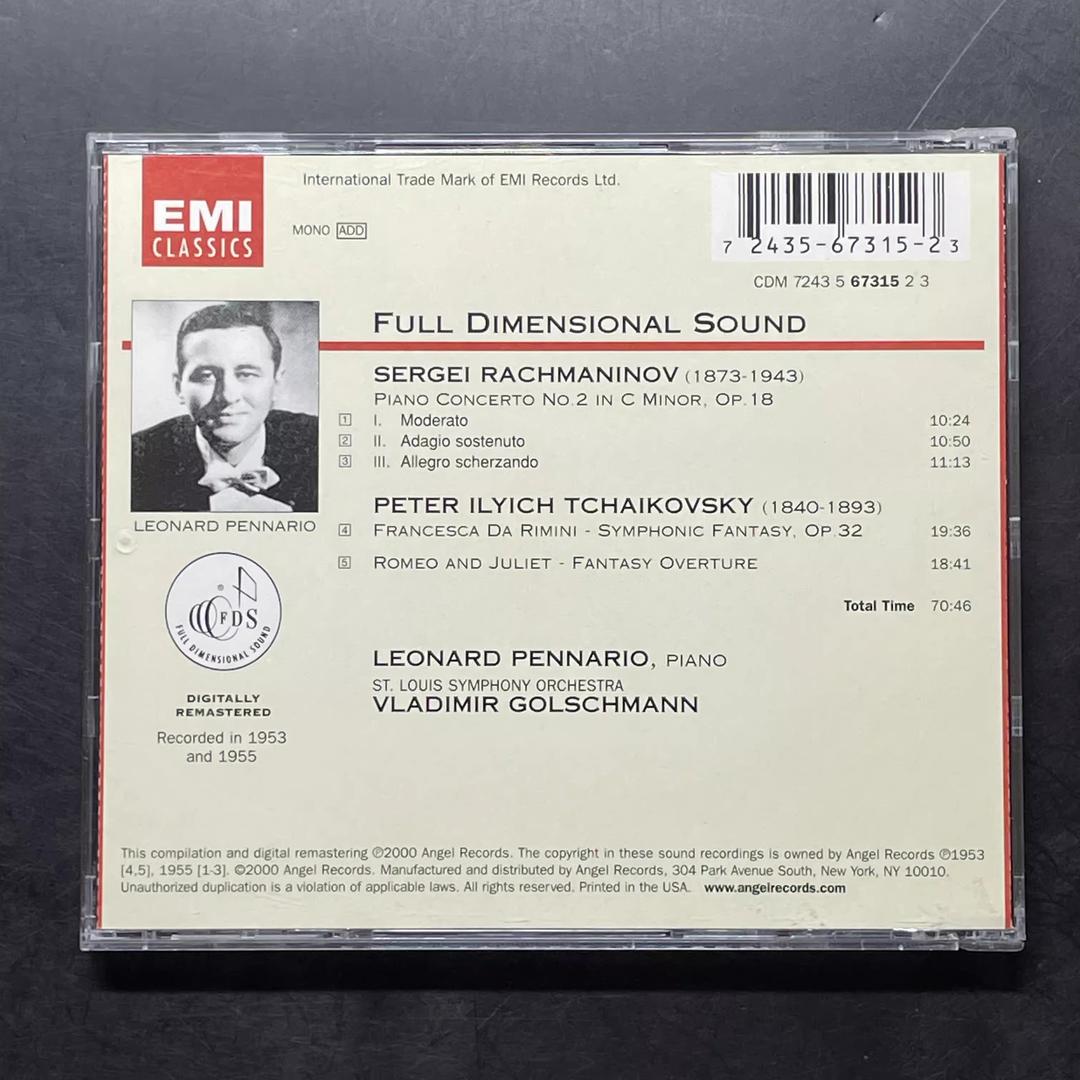 EMI
CLASSICS
International Trade Mark of EMI Records Ltd.
MONO ADD
7 2435-67315-2 3
CDM 7243 5 67315 2 3
FULL DIMENSIONAL SOUND
SERGEI RACHMANINOV (1873-1943)
PIANO CONCERTO NO.2 IN C MINOR, OP.18
1 I. Moderato 10:24
2 II. Adagio sostenuto 10:50
3 III. Allegro scherzando 11:13
PETER ILYICH TCHAIKOVSKY (1840-1893)
4 FRANCESCA DA RIMINI - SYMPHONIC FANTASY, OP.32 19:36
5 ROMEO AND JULIET - FANTASY OVERTURE 18:41
Total Time 70:46
LEONARD PENNARIO, PIANO
ST. LOUIS SYMPHONY ORCHESTRA
VLADIMIR GOLSCHMANN
LEONARD PENNARIO
FDS
FULL DIMENSIONAL SOUND
DIGITALLY
REMASTERED
Recorded in 1953
and 1955
This compilation and digital remastering ℗2000 Angel Records. The copyright in these sound recordings is owned by Angel Records ℗1953
[4,5], 1955 [1-3]. ©2000 Angel Records. Manufactured and distributed by Angel Records, 304 Park Avenue South, New York, NY 10010.
Unauthorized duplication is a violation of applicable laws. All rights reserved. Printed in the USA. www.angelrecords.com